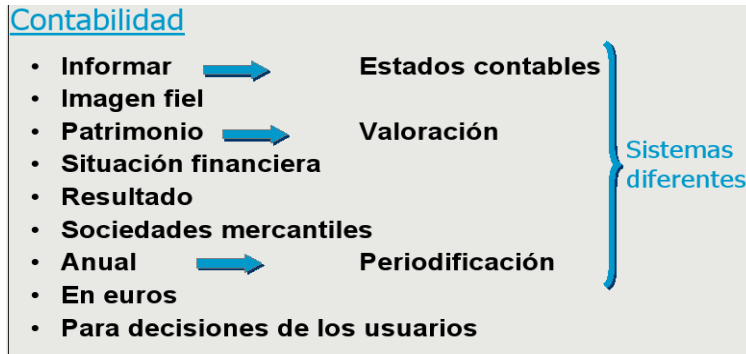 Contabilidad
• Informar Estados contables
• Imagen fiel
• Patrimonio Valoración
• Situación financiera
• Resultado
• Sociedades mercantiles
• Anual Periodificación
• En euros
• Para decisiones de los usuarios
Sistemas
diferentes